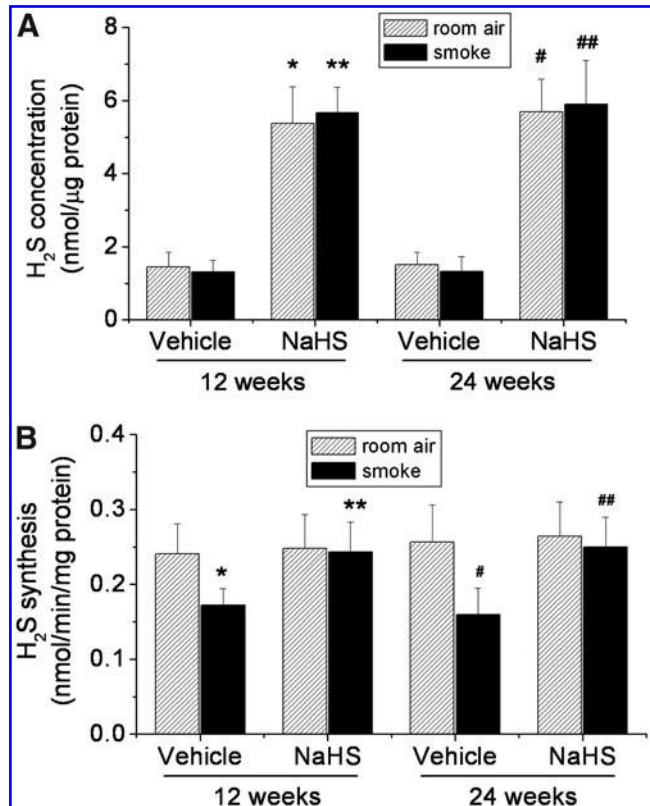 A
8
6
4
2
0
H₂S concentration
(nmol/µg protein)
room air
smoke
*
**
#
##
Vehicle NaHS Vehicle NaHS
12 weeks 24 weeks
B
0.4
0.3
0.2
0.1
0.0
H₂S synthesis
(nmol/min/mg protein)
room air
smoke
*
**
#
##
Vehicle NaHS Vehicle NaHS
12 weeks 24 weeks